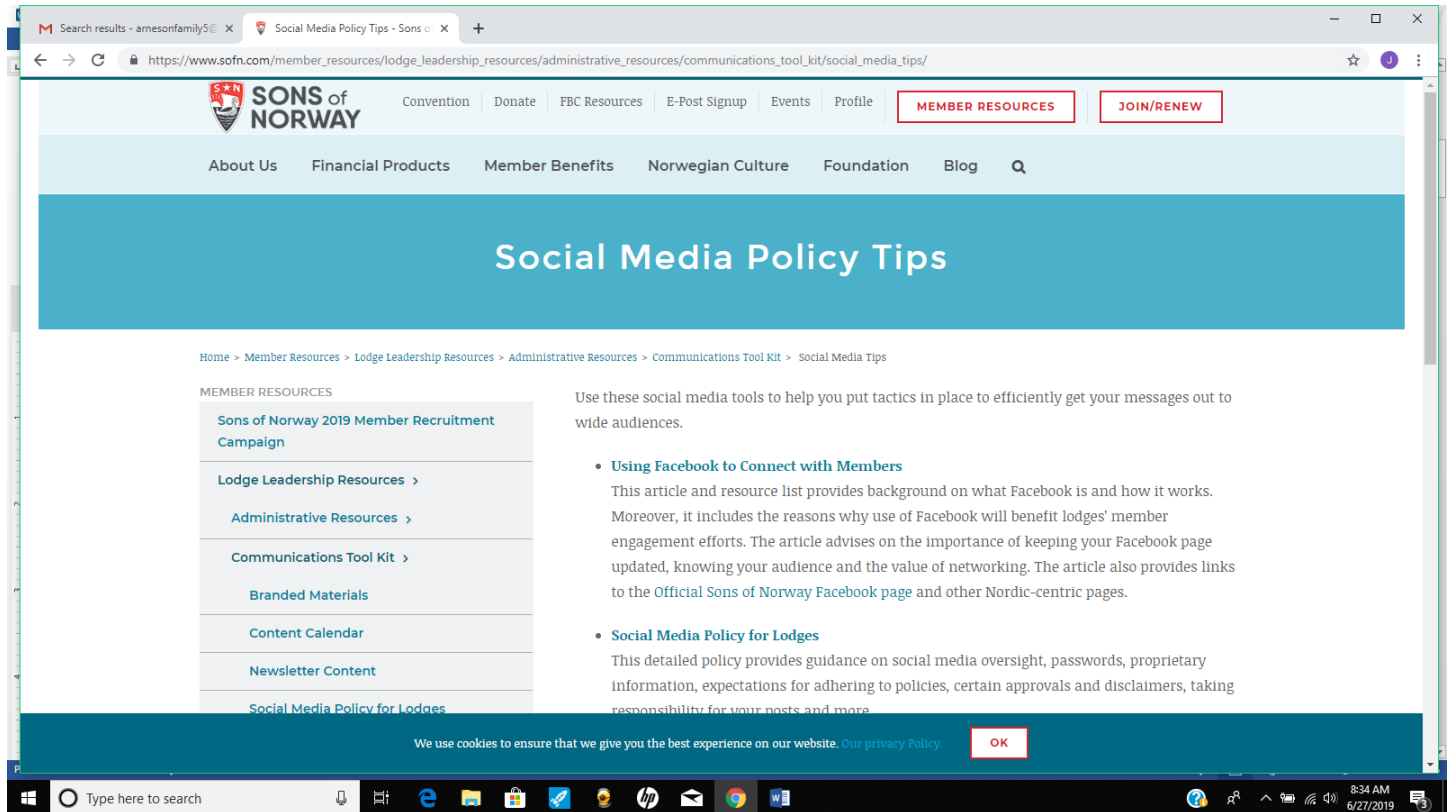 Search results - arnesonfamily5@
Social Media Policy Tips - Sons o
https://www.sofn.com/member_resources/lodge_leadership_resources/administrative_resources/communications_tool_kit/social_media_tips/
J
S N
SONS of
NORWAY
Convention
Donate
FBC Resources
E-Post Signup
Events
Profile
MEMBER RESOURCES
JOIN/RENEW
About Us
Financial Products
Member Benefits
Norwegian Culture
Foundation
Blog
Social Media Policy Tips
Home > Member Resources > Lodge Leadership Resources > Administrative Resources > Communications Tool Kit > Social Media Tips
MEMBER RESOURCES
Sons of Norway 2019 Member Recruitment
Campaign
Lodge Leadership Resources >
Administrative Resources >
Communications Tool Kit >
Branded Materials
Content Calendar
Newsletter Content
Social Media Policy for Lodges
Use these social media tools to help you put tactics in place to efficiently get your messages out to
wide audiences.
• Using Facebook to Connect with Members
This article and resource list provides background on what Facebook is and how it works.
Moreover, it includes the reasons why use of Facebook will benefit lodges' member
engagement efforts. The article advises on the importance of keeping your Facebook page
updated, knowing your audience and the value of networking. The article also provides links
to the Official Sons of Norway Facebook page and other Nordic-centric pages.
• Social Media Policy for Lodges
This detailed policy provides guidance on social media oversight, passwords, proprietary
information, expectations for adhering to policies, certain approvals and disclaimers, taking
responsibility for your posts and more.
We use cookies to ensure that we give you the best experience on our website. Our privacy Policy.
OK
Type here to search
8:34 AM
6/27/2019
3